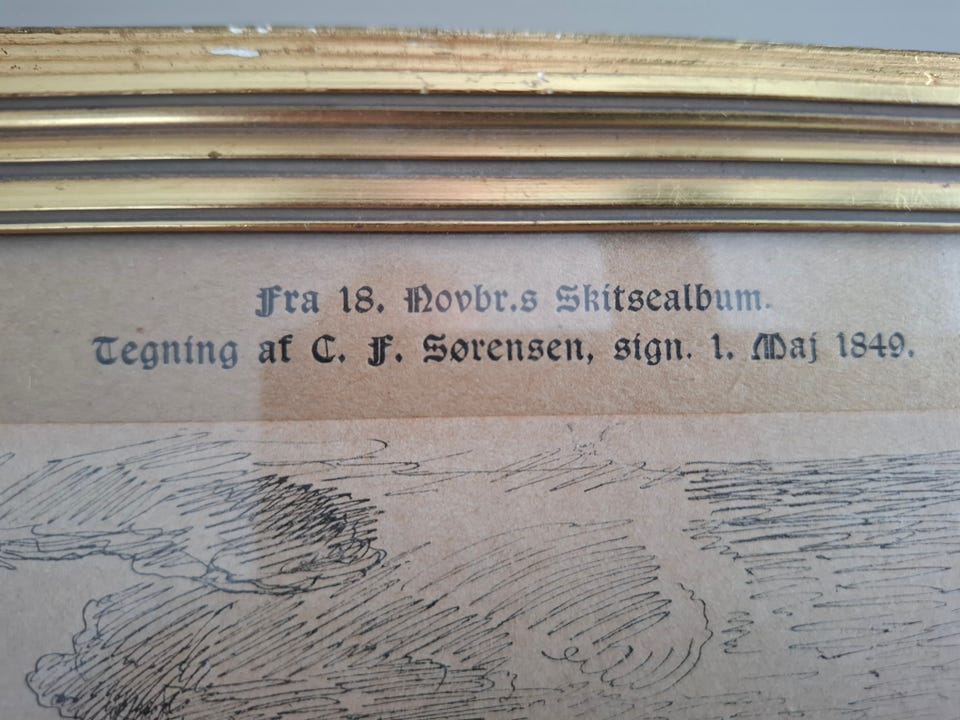 Fra 18. Novbr.s Skitsealbum.
Tegning af C. F. Sørensen, sign. 1. Maj 1849.